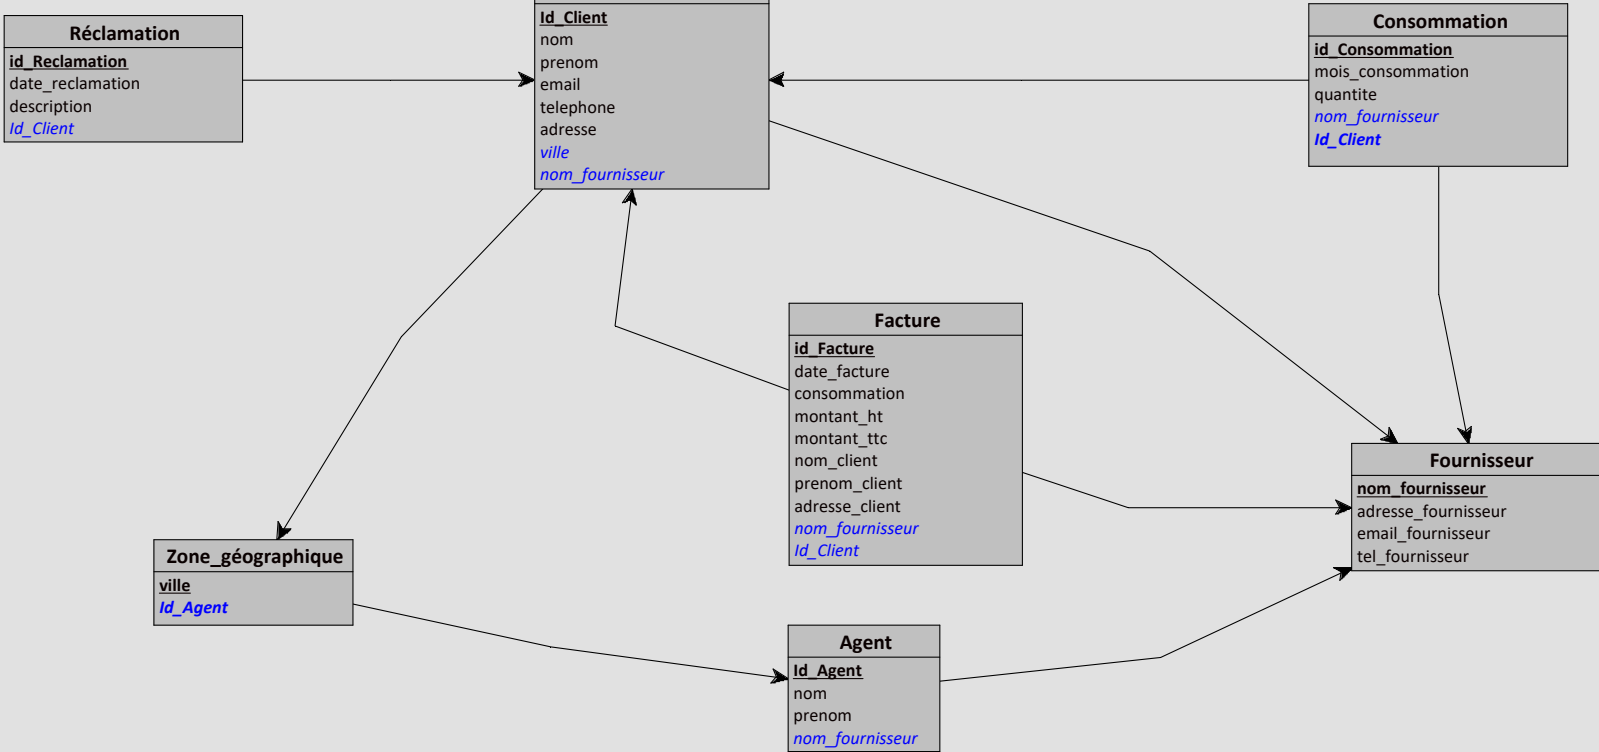 Réclamation
id_Reclamation
date_reclamation
description
Id_Client
Id_Client
nom
prenom
email
telephone
adresse
ville
nom_fournisseur
Consommation
id_Consommation
mois_consommation
quantite
nom_fournisseur
Id_Client
Facture
id_Facture
date_facture
consommation
montant_ht
montant_ttc
nom_client
prenom_client
adresse_client
nom_fournisseur
Id_Client
Fournisseur
nom_fournisseur
adresse_fournisseur
email_fournisseur
tel_fournisseur
Zone_géographique
ville
Id_Agent
Agent
Id_Agent
nom
prenom
nom_fournisseur